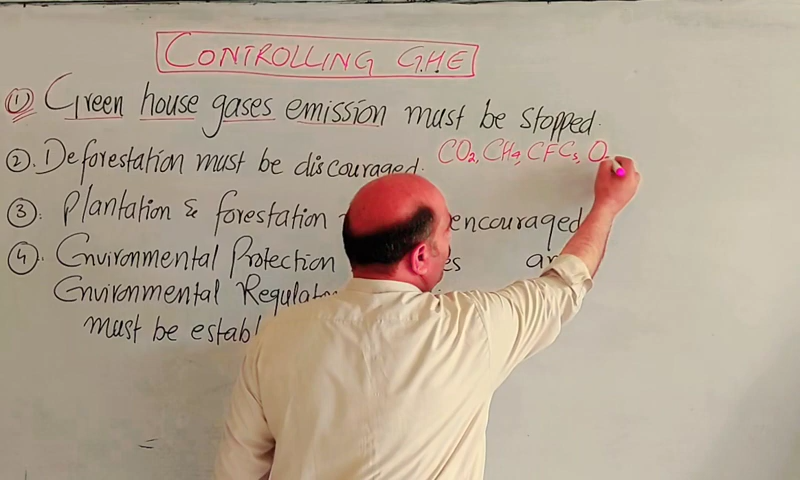 CONTROLLING G.H.E
① Green house gases emission must be stopped.
②. Deforestation must be discouraged.
CO2, CH4, CFCs, O
③. Plantation & forestation encouraged
④. Environmental Protection
Environmental
must be